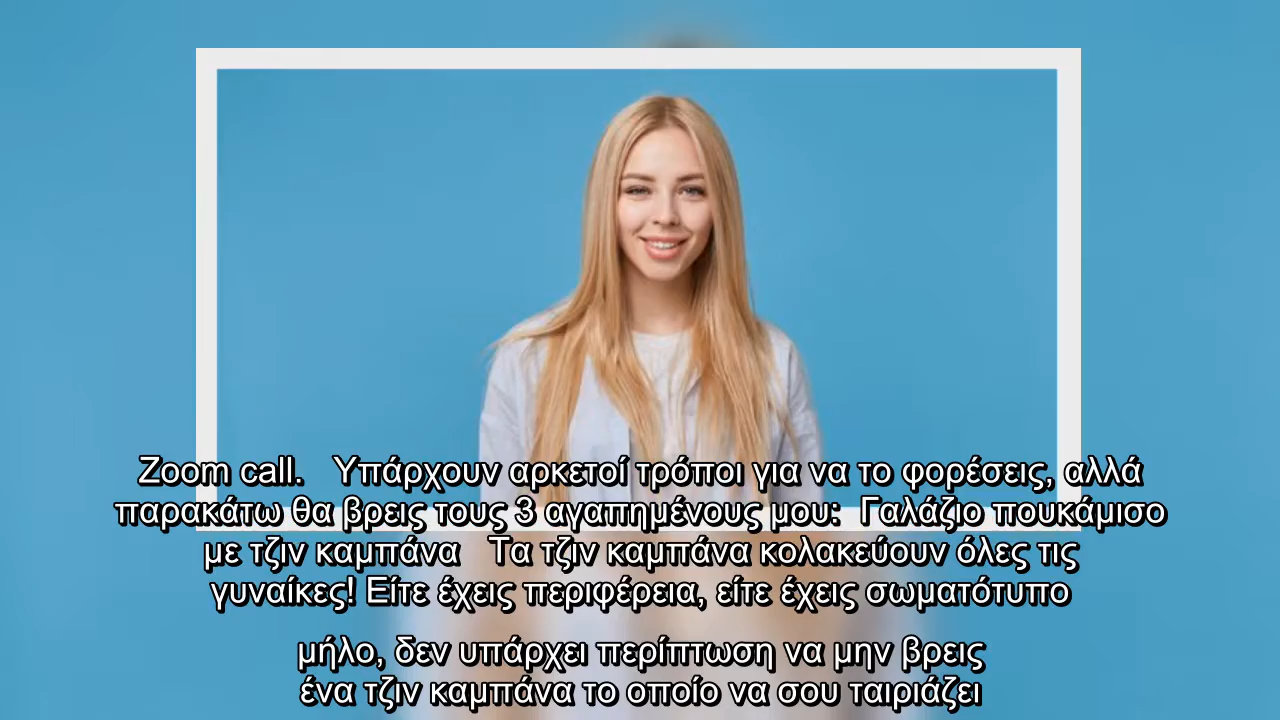 Zoom call.   Υπάρχουν αρκετοί τρόποι για να το φορέσεις, αλλά
παρακάτω θα βρεις τους 3 αγαπημένους μου:  Γαλάζιο πουκάμισο
με τζιν καμπάνα   Τα τζιν καμπάνα κολακεύουν όλες τις
γυναίκες! Είτε έχεις περιφέρεια, είτε έχεις σωματότυπο
μήλο, δεν υπάρχει περίπτωση να μην βρεις
ένα τζιν καμπάνα το οποίο να σου ταιριάζει